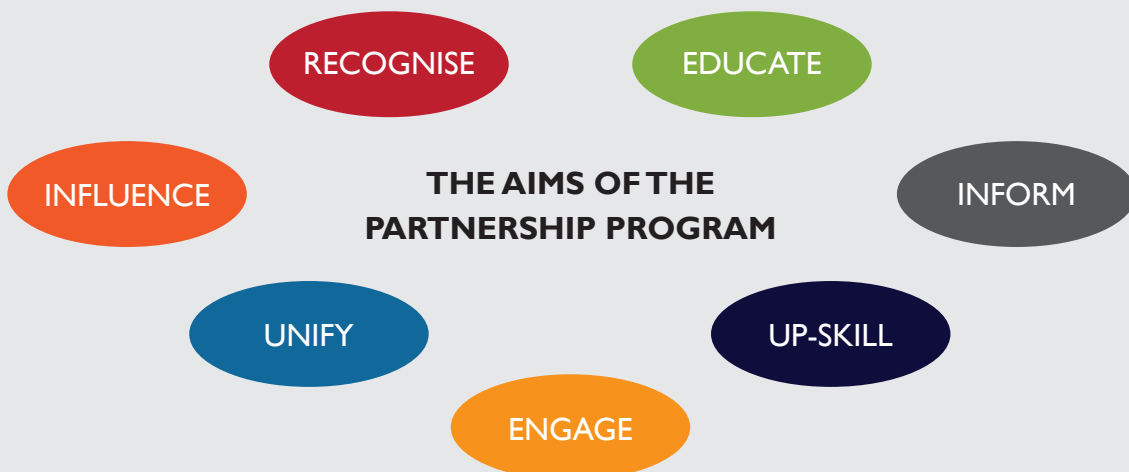 RECOGNISE
EDUCATE
INFLUENCE
THE AIMS OF THE
PARTNERSHIP PROGRAM
INFORM
UNIFY
UP-SKILL
ENGAGE